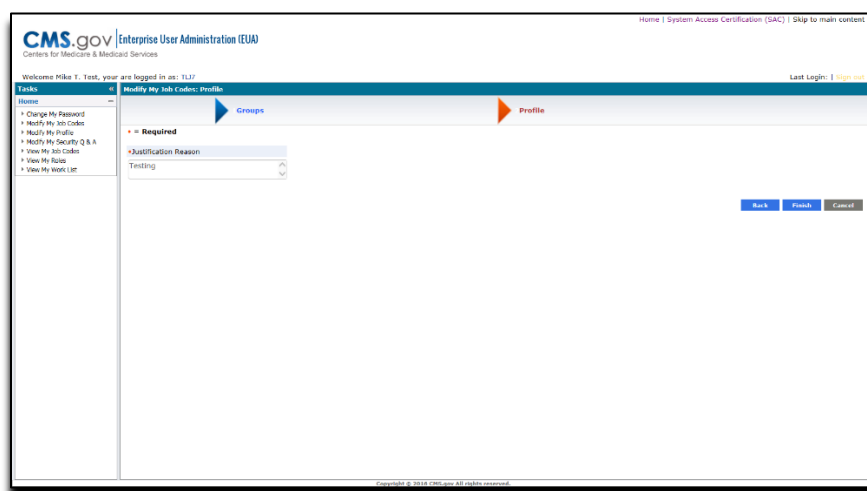 Home | System Access Certification (SAC) | Skip to main content
CMS.gov Enterprise User Administration (EUA)
Centers for Medicare & Medicaid Services
Welcome Mike T. Test, your are logged in as: TLJ7
Last Login: | Sign out
Tasks «
Modify My Job Codes: Profile
Home
Change My Password
Modify My Job Codes
Modify My Profile
Modify My Security Q & A
View My Job Codes
View My Roles
View My Work List
Groups
Profile
• = Required
•Justification Reason
Testing
Back Finish Cancel
Copyright © 2018 CMS.gov All rights reserved.